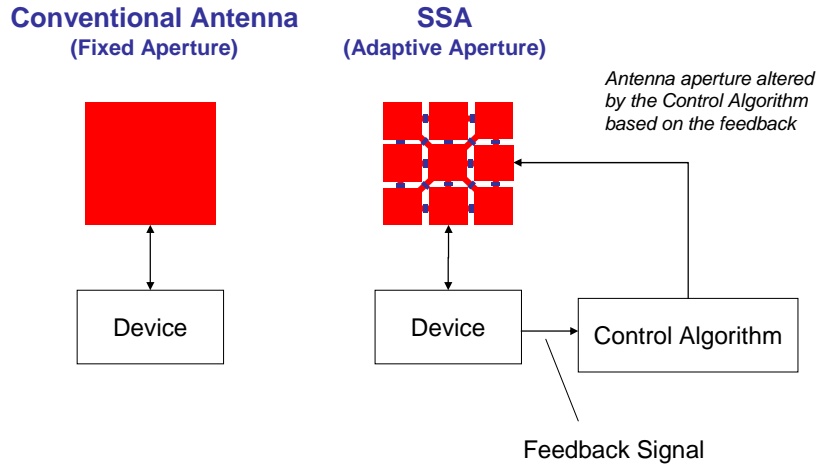 Conventional Antenna
(Fixed Aperture)
SSA
(Adaptive Aperture)
Antenna aperture altered
by the Control Algorithm
based on the feedback
Device
Device
Control Algorithm
Feedback Signal